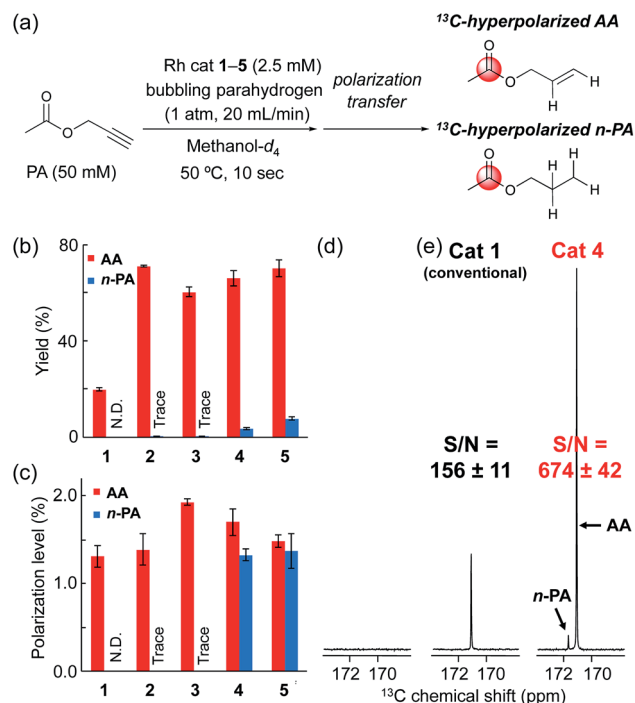 (a)
¹³C-hyperpolarized AA
Rh cat 1–5 (2.5 mM)
bubbling parahydrogen
(1 atm, 20 mL/min)
Methanol-d₄
50 ºC, 10 sec
polarization
transfer
O
O
PA (50 mM)
O
O
H
H
¹³C-hyperpolarized n-PA
O
O
H
H
H
(b)
80
40
0
Yield (%)
AA
n-PA
N.D.
Trace
Trace
1 2 3 4 5
(c)
2.0
1.0
0.0
Polarization level (%)
AA
n-PA
N.D.
Trace
Trace
1 2 3 4 5
(d)
(e)
Cat 1
(conventional)
Cat 4
S/N =
156 ± 11
S/N =
674 ± 42
AA
n-PA
172 170
172 170
172 170
¹³C chemical shift (ppm)